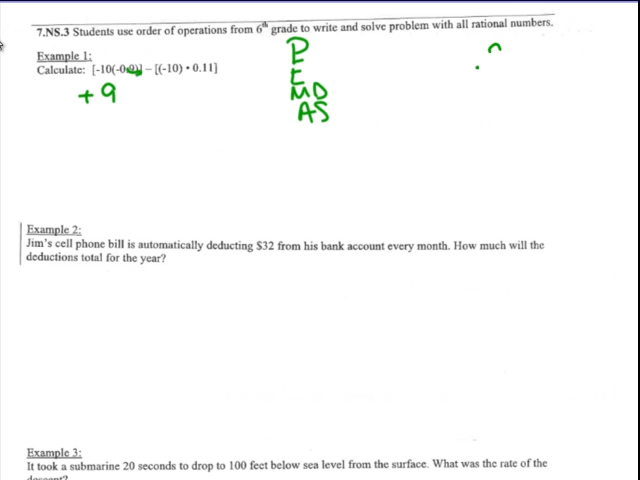 7.NS.3 Students use order of operations from 6th grade to write and solve problem with all rational numbers.
Example 1:
Calculate: [-10(-0.9)] – [(-10) • 0.11]
+9
P
E
MD
AS
Example 2:
Jim's cell phone bill is automatically deducting $32 from his bank account every month. How much will the
deductions total for the year?
Example 3:
It took a submarine 20 seconds to drop to 100 feet below sea level from the surface. What was the rate of the
descent?